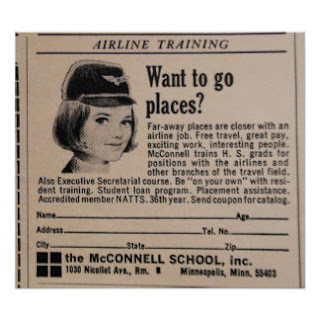 AIRLINE TRAINING
Want to go
places?
Far-away places are closer with an
airline job. Free travel, great pay,
exciting work, interesting people.
McConnell trains H. S. grads for
positions with the airlines and
other branches of the travel field.
Also Executive Secretarial course. Be "on your own" with resi-
dent training. Student loan program. Placement assistance.
Accredited member NATTS. 36th year. Send coupon for catalog.
Name Age
Address Tel. No.
City State Zip
the McCONNELL SCHOOL, inc.
1030 Nicollet Ave., Rm. Minneapolis, Minn. 55403